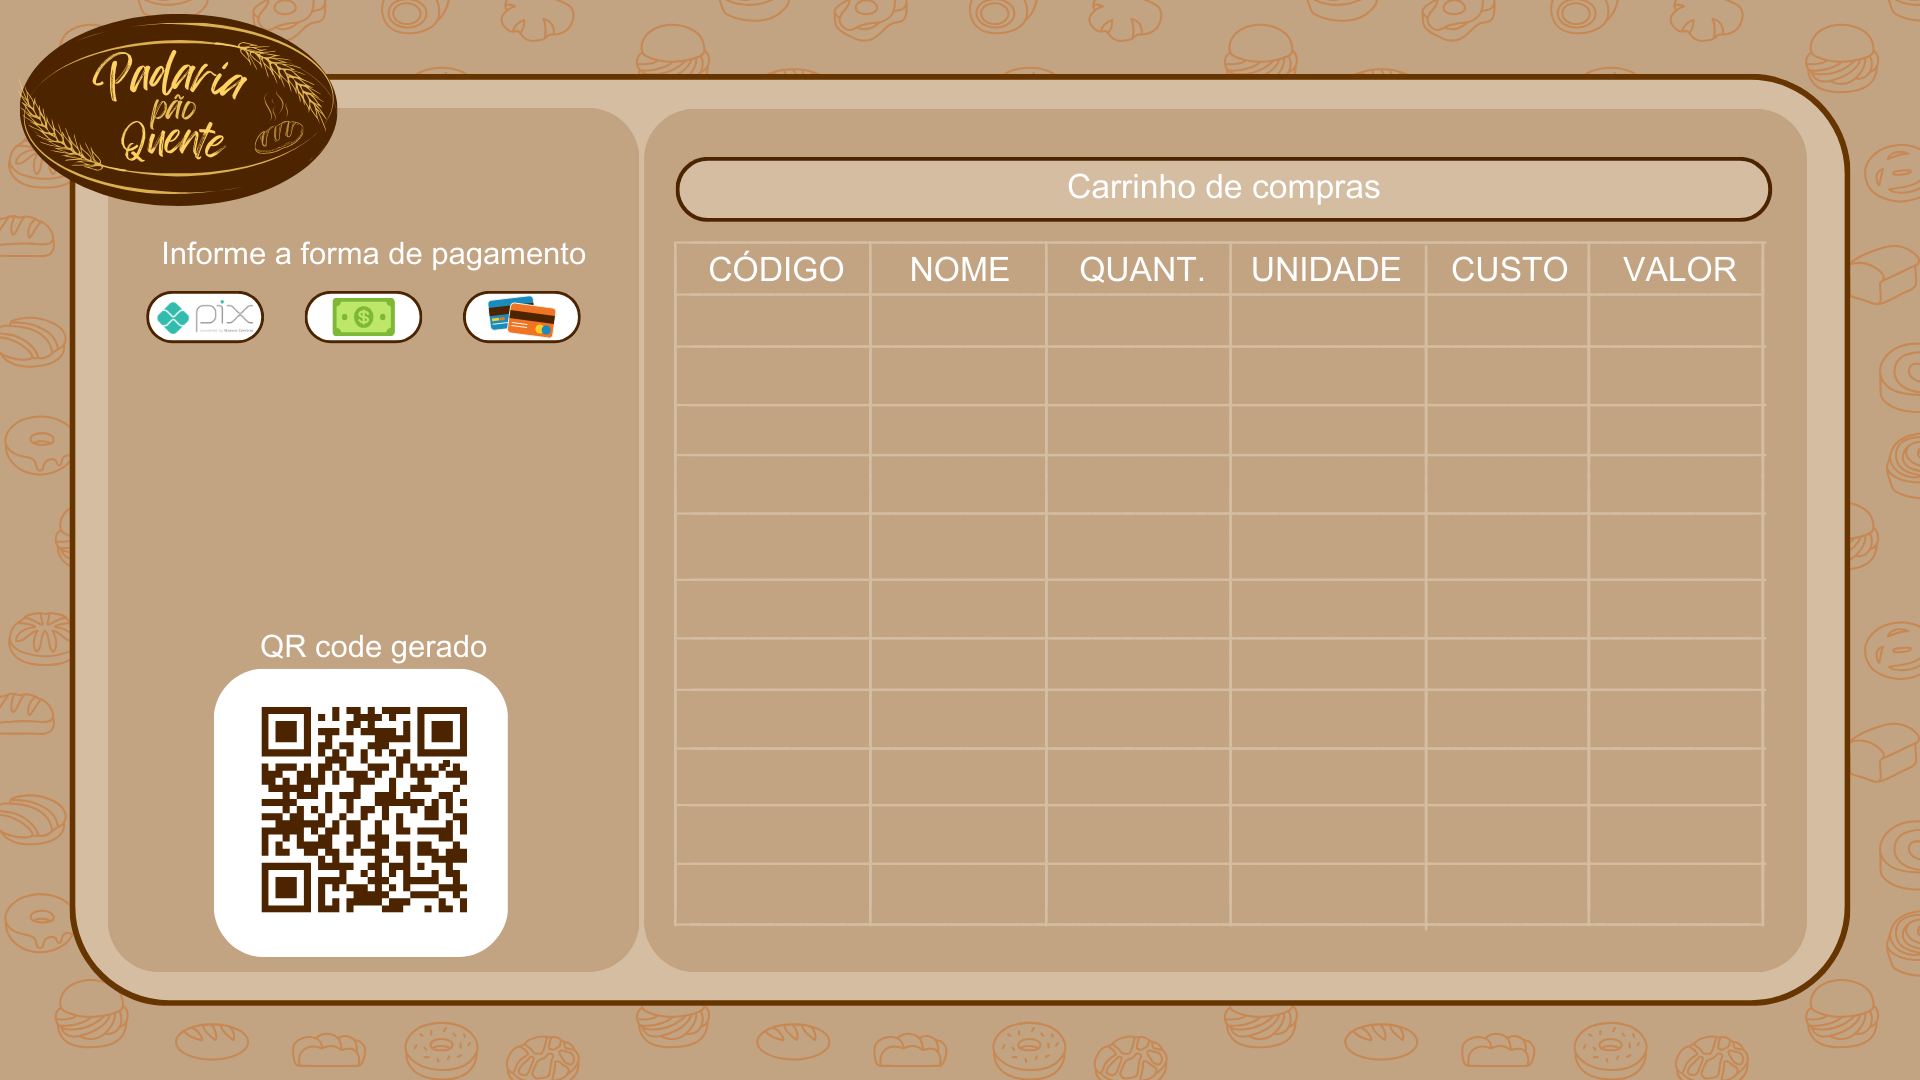 Padaria
pão
Quente
Informe a forma de pagamento
pix
QR code gerado
Carrinho de compras
CÓDIGO NOME QUANT. UNIDADE CUSTO VALOR